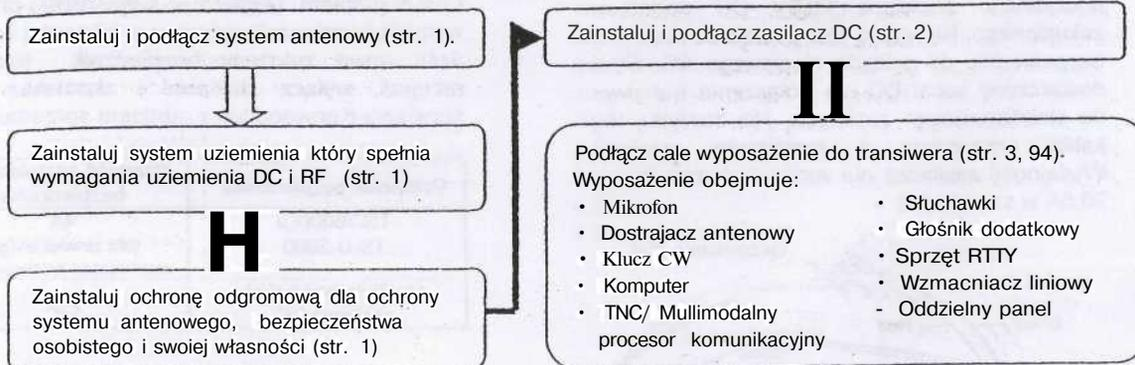 Zainstaluj i podłącz system antenowy (str. 1).
Zainstaluj system uziemienia który spełnia
wymagania uziemienia DC i RF (str. 1)
H
Zainstaluj ochronę odgromową dla ochrony
systemu antenowego, bezpieczeństwa
osobistego i swoiej własności (str. 1)
Zainstaluj i podłącz zasilacz DC (str. 2)
II
Podłącz całe wyposażenie do transiwera (str. 3, 94).
Wyposażenie obejmuje:
· Mikrofon
· Dostrajacz antenowy
· Klucz CW
· Komputer
· TNC/ Mullimodalny
procesor komunikacyjny
· Słuchawki
· Głośnik dodatkowy
· Sprzęt RTTY
· Wzmacniacz liniowy
- Oddzielny panel